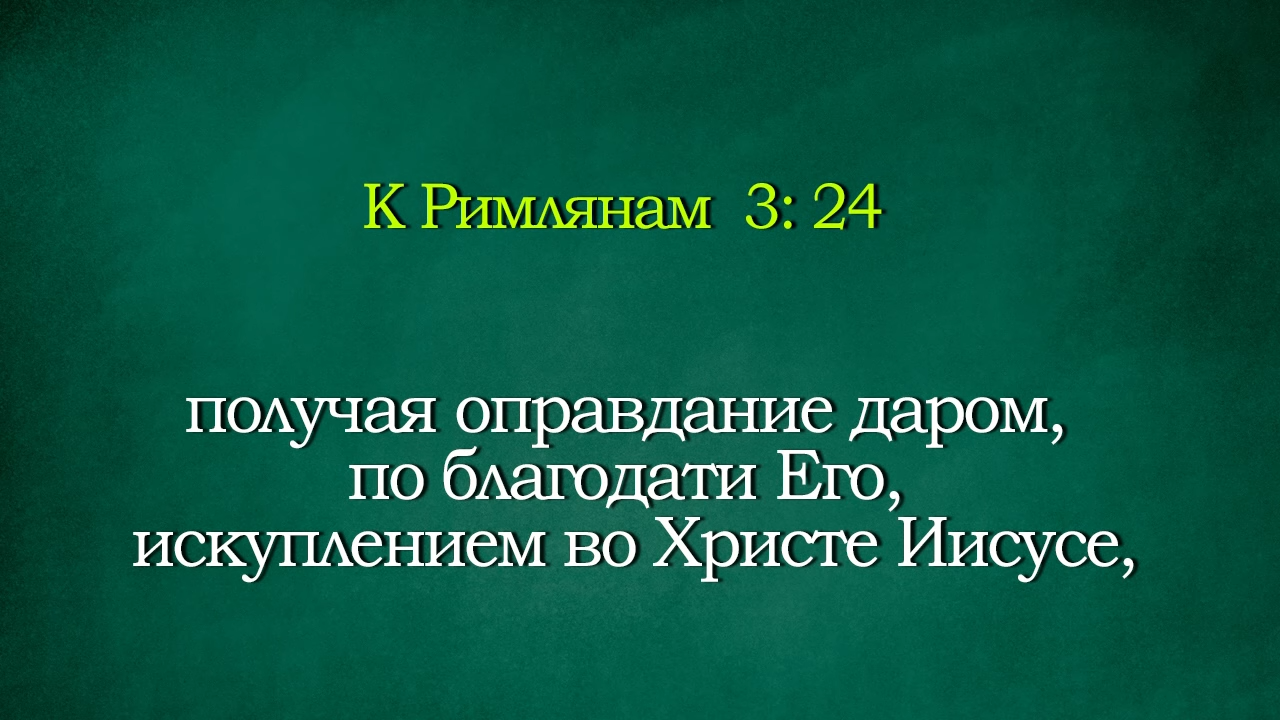 К Римлянам 3: 24
получая оправдание даром,
по благодати Его,
искуплением во Христе Иисусе,